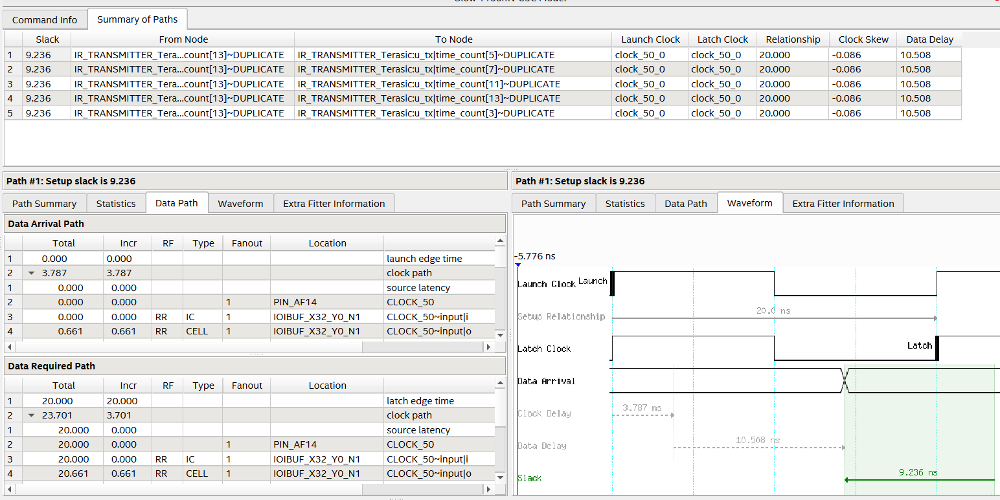 Command Info Summary of Paths
Slack From Node To Node Launch Clock Latch Clock Relationship Clock Skew Data Delay
1 9.236 IR_TRANSMITTER_Tera...count[13]~DUPLICATE IR_TRANSMITTER_Terasic:u_tx|time_count[5]~DUPLICATE clock_50_0 clock_50_0 20.000 -0.086 10.508
2 9.236 IR_TRANSMITTER_Tera...count[13]~DUPLICATE IR_TRANSMITTER_Terasic:u_tx|time_count[7]~DUPLICATE clock_50_0 clock_50_0 20.000 -0.086 10.508
3 9.236 IR_TRANSMITTER_Tera...count[13]~DUPLICATE IR_TRANSMITTER_Terasic:u_tx|time_count[11]~DUPLICATE clock_50_0 clock_50_0 20.000 -0.086 10.508
4 9.236 IR_TRANSMITTER_Tera...count[13]~DUPLICATE IR_TRANSMITTER_Terasic:u_tx|time_count[13]~DUPLICATE clock_50_0 clock_50_0 20.000 -0.086 10.508
5 9.236 IR_TRANSMITTER_Tera...count[13]~DUPLICATE IR_TRANSMITTER_Terasic:u_tx|time_count[3]~DUPLICATE clock_50_0 clock_50_0 20.000 -0.086 10.508
Path #1: Setup slack is 9.236
Path Summary Statistics Data Path Waveform Extra Fitter Information
Data Arrival Path
Total Incr RF Type Fanout Location
1 0.000 0.000 launch edge time
2 3.787 3.787 clock path
1 0.000 0.000 source latency
2 0.000 0.000 1 PIN_AF14 CLOCK_50
3 0.000 0.000 RR IC 1 IOIBUF_X32_Y0_N1 CLOCK_50~input|i
4 0.661 0.661 RR CELL 1 IOIBUF_X32_Y0_N1 CLOCK_50~input|o
Data Required Path
Total Incr RF Type Fanout Location
1 20.000 20.000 latch edge time
2 23.701 3.701 clock path
1 20.000 0.000 source latency
2 20.000 0.000 1 PIN_AF14 CLOCK_50
3 20.000 0.000 RR IC 1 IOIBUF_X32_Y0_N1 CLOCK_50~input|i
4 20.661 0.661 RR CELL 1 IOIBUF_X32_Y0_N1 CLOCK_50~input|o
Path #1: Setup slack is 9.236
Path Summary Statistics Data Path Waveform Extra Fitter Information
-5.776 ns
Launch Clock Launch
Setup Relationship 20.0 ns
Latch Clock Latch
Data Arrival
Clock Delay 3.787 ns
Data Delay 10.508 ns
Slack 9.236 ns